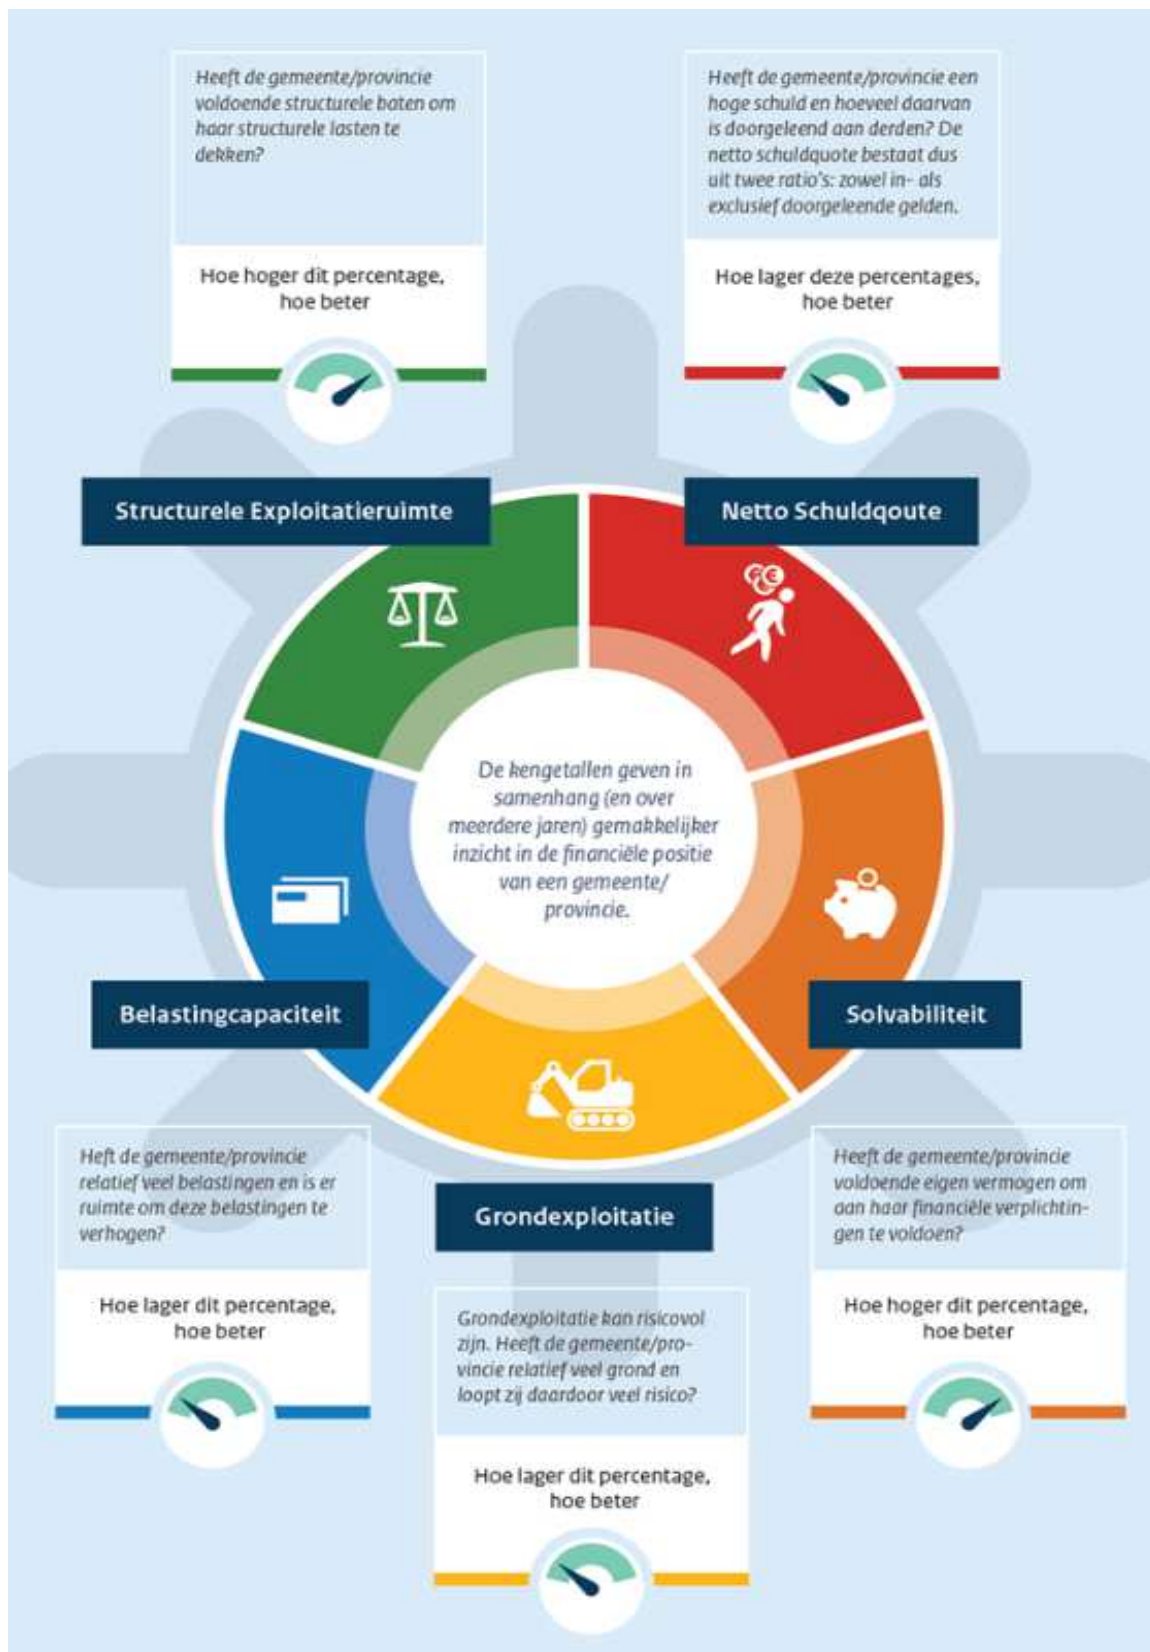 Heeft de gemeente/provincie
voldoende structurele baten om
haar structurele lasten te
dekken?
Hoe hoger dit percentage,
hoe beter
Heeft de gemeente/provincie een
hoge schuld en hoeveel daarvan
is doorgeleend aan derden? De
netto schuldquote bestaat dus
uit twee ratio's: zowel in- als
exclusief doorgeleende gelden.
Hoe lager deze percentages,
hoe beter
Structurele Exploitatieruimte
Netto Schuldqoute
De kengetallen geven in
samenhang (en over
meerdere jaren) gemakkelijker
inzicht in de financiële positie
van een gemeente/
provincie.
Belastingcapaciteit
Solvabiliteit
Heft de gemeente/provincie
relatief veel belastingen en is er
ruimte om deze belastingen te
verhogen?
Hoe lager dit percentage,
hoe beter
Grondexploitatie
Grondexploitatie kan risicovol
zijn. Heeft de gemeente/pro-
vincie relatief veel grond en
loopt zij daardoor veel risico?
Hoe lager dit percentage,
hoe beter
Heeft de gemeente/provincie
voldoende eigen vermogen om
aan haar financiële verplichtin-
gen te voldoen?
Hoe hoger dit percentage,
hoe beter